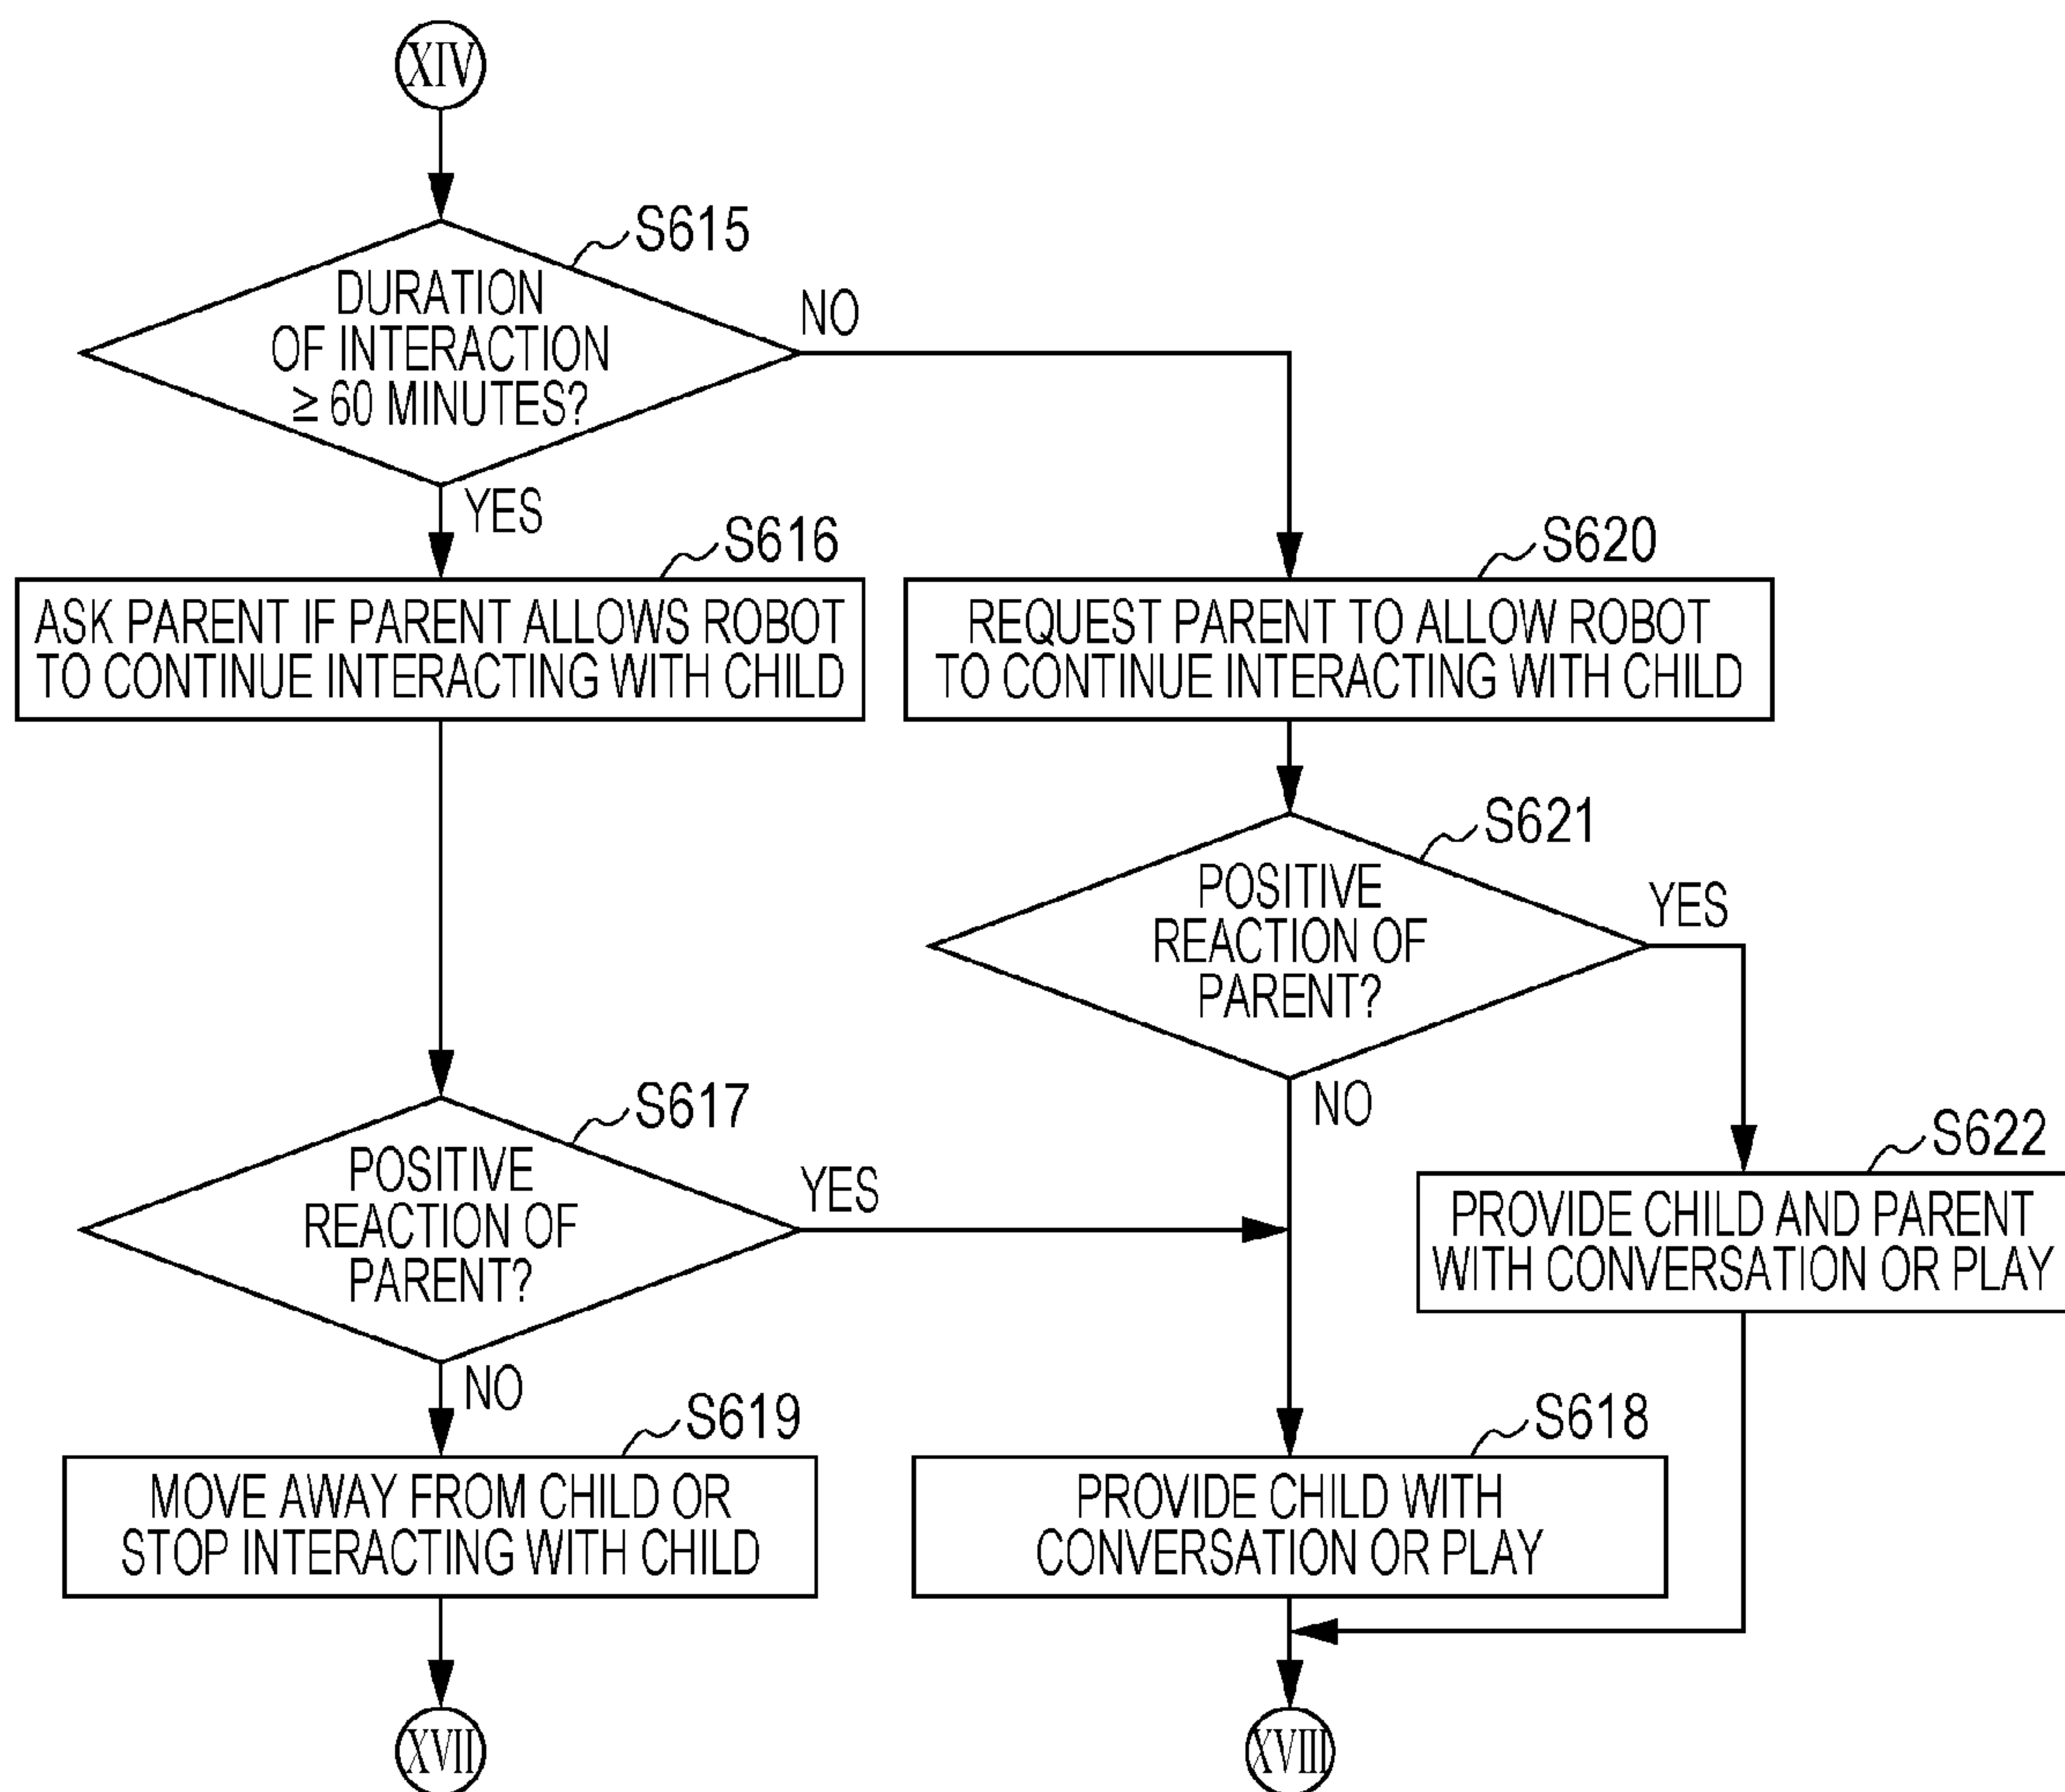 XIV
S615
DURATION
OF INTERACTION
≥ 60 MINUTES?
NO
YES
S616
ASK PARENT IF PARENT ALLOWS ROBOT
TO CONTINUE INTERACTING WITH CHILD
S620
REQUEST PARENT TO ALLOW ROBOT
TO CONTINUE INTERACTING WITH CHILD
S621
POSITIVE
REACTION OF
PARENT?
YES
NO
S617
POSITIVE
REACTION OF
PARENT?
YES
NO
S622
PROVIDE CHILD AND PARENT
WITH CONVERSATION OR PLAY
S619
MOVE AWAY FROM CHILD OR
STOP INTERACTING WITH CHILD
S618
PROVIDE CHILD WITH
CONVERSATION OR PLAY
XVII
XVIII